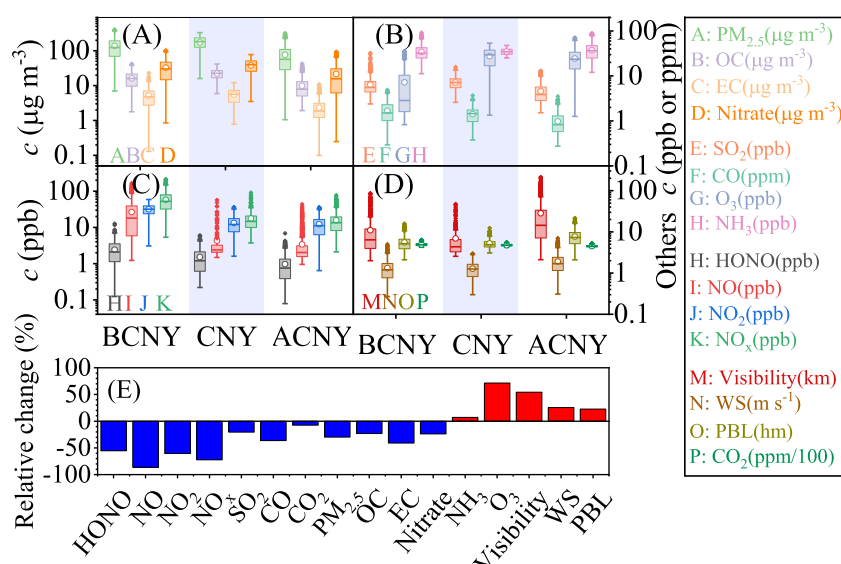 (A)
(B)
100
10
1
0.1
c (μg m-3)
A B C D
E F G H
100
10
1
0.1
Others c (ppb or ppm)
(C)
(D)
100
10
1
0.1
c (ppb)
H I J K
M N O P
100
10
1
0.1
BCNY CNY ACNY
BCNY CNY ACNY
(E)
Relative change (%)
100
50
0
-50
-100
HONO NO NO2 NOx SO2 CO CO2 PM2.5 OC EC Nitrate NH3 O3 Visibility WS PBL
A: PM2.5(μg m-3)
B: OC(μg m-3)
C: EC(μg m-3)
D: Nitrate(μg m-3)
E: SO2(ppb)
F: CO(ppm)
G: O3(ppb)
H: NH3(ppb)
H: HONO(ppb)
I: NO(ppb)
J: NO2(ppb)
K: NOx(ppb)
M: Visibility(km)
N: WS(m s-1)
O: PBL(hm)
P: CO2(ppm/100)